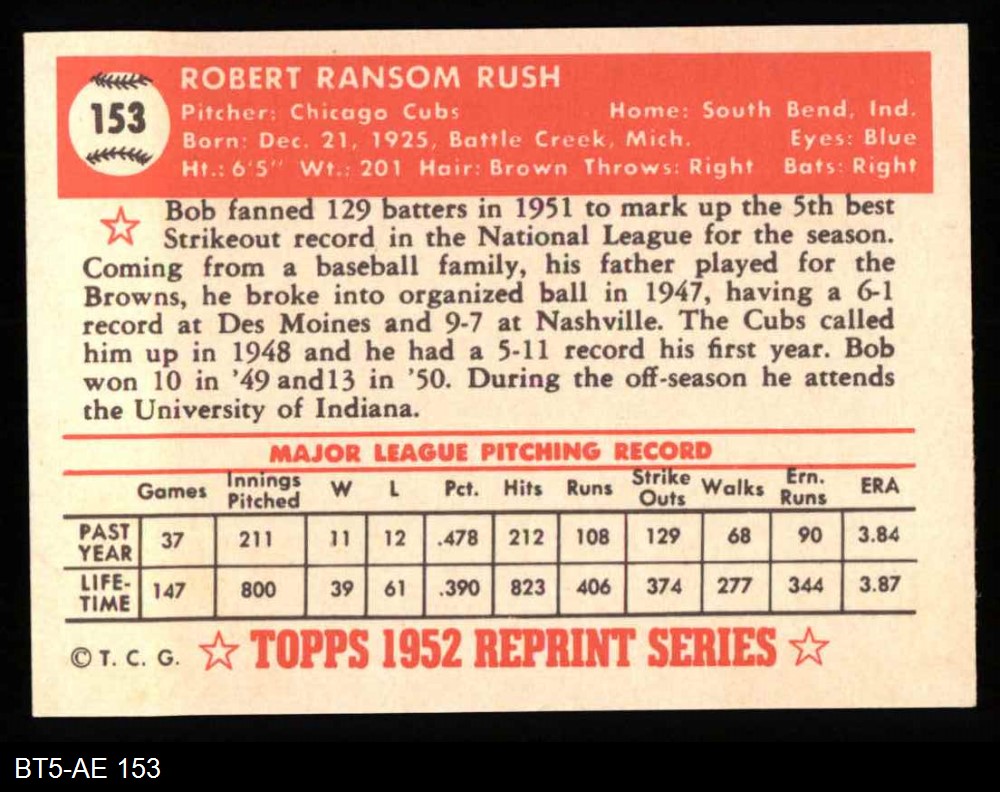 153
ROBERT RANSOM RUSH
Pitcher: Chicago Cubs Home: South Bend, Ind.
Born: Dec. 21, 1925, Battle Creek, Mich. Eyes: Blue
Ht.: 6'5" Wt.: 201 Hair: Brown Throws: Right Bats: Right
Bob fanned 129 batters in 1951 to mark up the 5th best
Strikeout record in the National League for the season.
Coming from a baseball family, his father played for the
Browns, he broke into organized ball in 1947, having a 6-1
record at Des Moines and 9-7 at Nashville. The Cubs called
him up in 1948 and he had a 5-11 record his first year. Bob
won 10 in '49 and13 in '50. During the off-season he attends
the University of Indiana.
MAJOR LEAGUE PITCHING RECORD
Games Innings Pitched W L Pct. Hits Runs Strike Outs Walks Ern. Runs ERA
PAST YEAR 37 211 11 12 .478 212 108 129 68 90 3.84
LIFE-TIME 147 800 39 61 .390 823 406 374 277 344 3.87
© T. C. G. ☆ TOPPS 1952 REPRINT SERIES ☆
BT5-AE 153